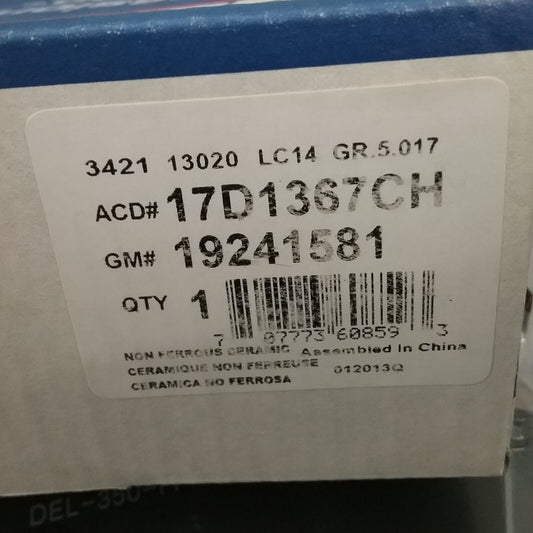 3421 13020 LC14 GR.5.017
ACD# 17D1367CH
GM# 19241581
QTY 1
7 07773 60859 3
NON FERROUS CERAMIC Assembled in China
CERAMIQUE NON FERREUSE 012013Q
CERAMICA NO FERROSA